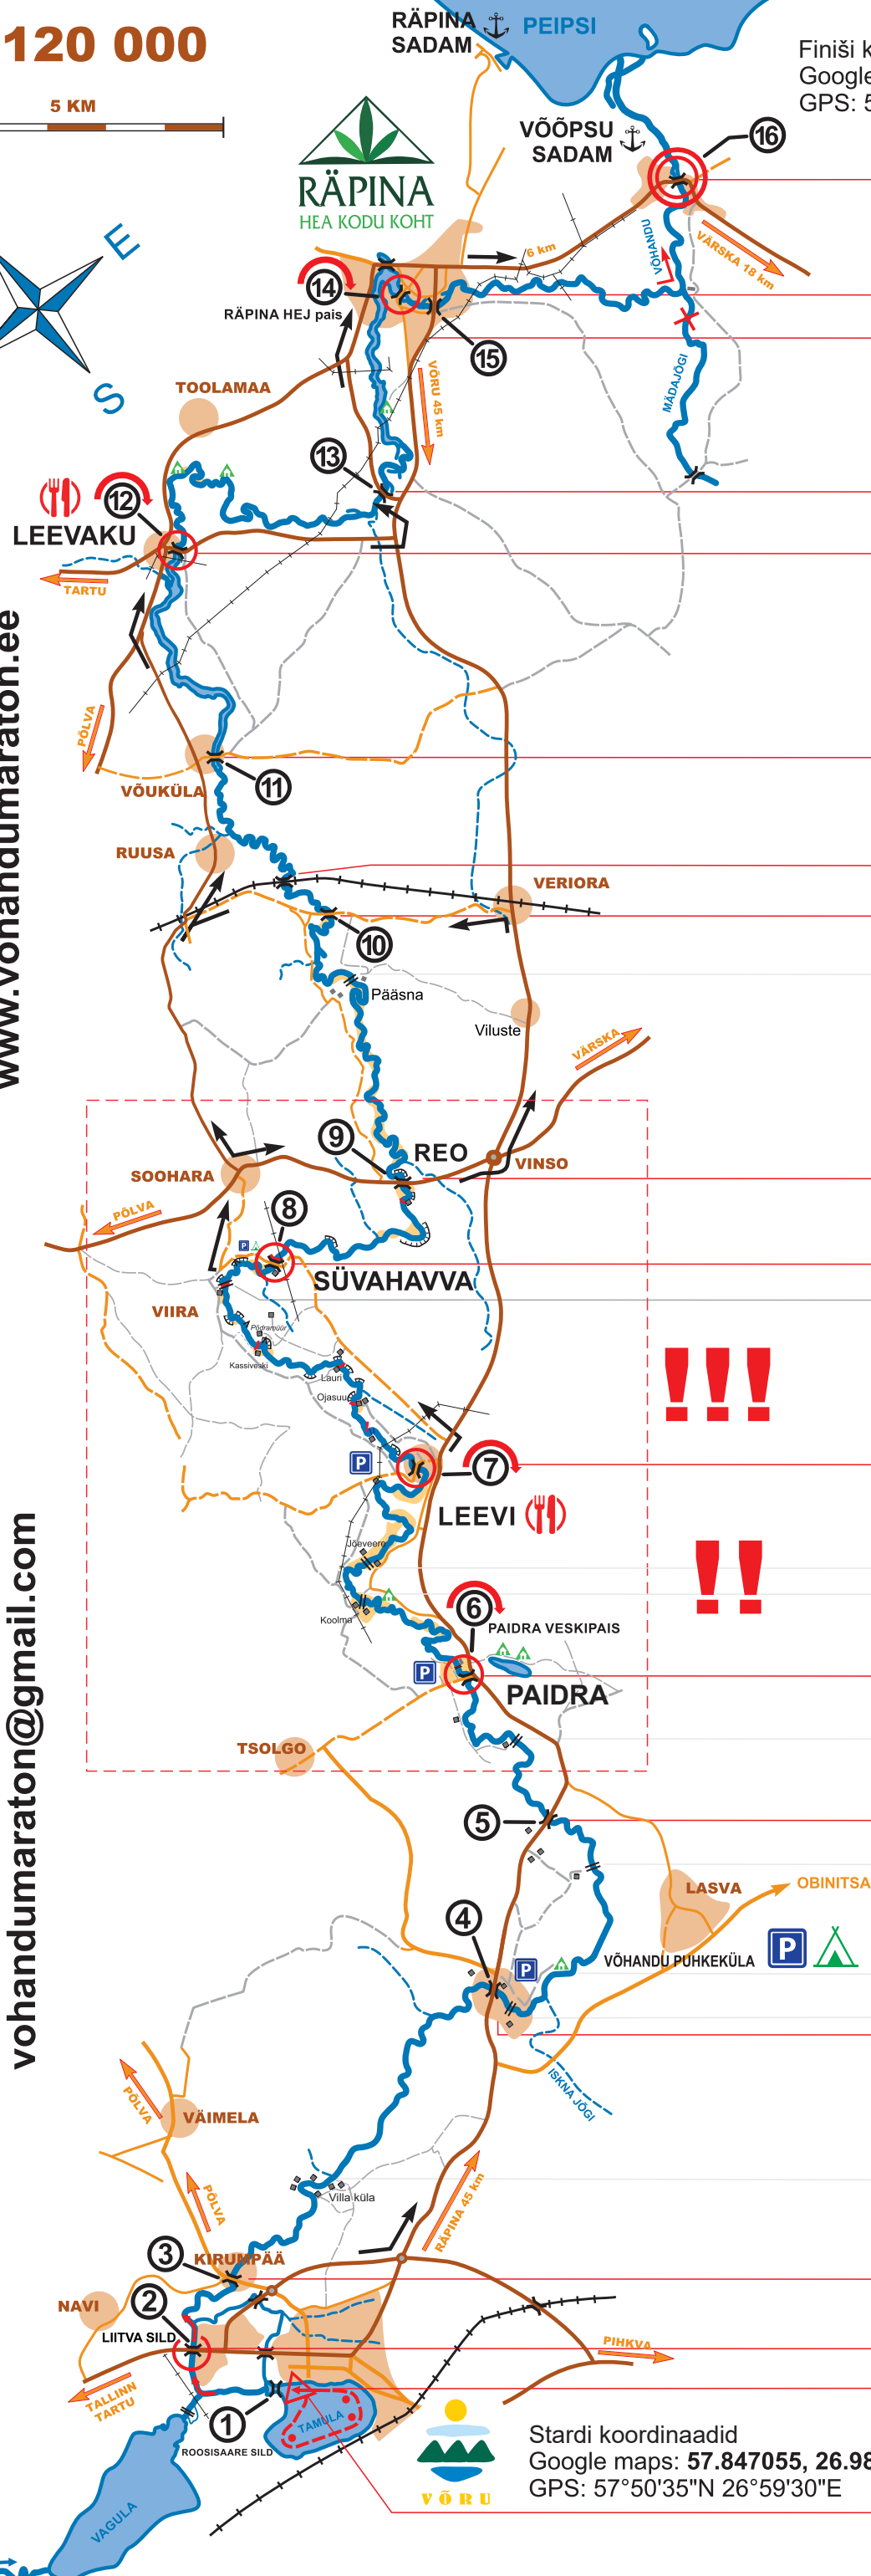 120 000
5 KM
RÄPINA
SADAM
PEIPSI
Finiši k
Google
GPS: 5
VÕÕPSU
SADAM
16
RÄPINA
HEA KODU KOHT
E
S
6 km
VÕHANDU
VÄRSKA 18 km
14
RÄPINA HEJ pais
15
VÕRU 45 km
MÄDAJÕGI
TOOLAMAA
13
12
LEEVAKU
TARTU
www.vohandumaraton.ee
PÕLVA
VÕUKÜLA
11
RUUSA
VERIORA
10
Pääsna
Viluste
VÄRSKA
9
REO
VINSO
SOOHARA
PÕLVA
8
P
SÜVAHAVVA
VIIRA
Põdramüür
Kassiveski
Lauri
Ojasuu
!!!
P
7
LEEVI
Jõeveere
!!
Koolma
6
PAIDRA VESKIPAIS
P
PAIDRA
vohandumaraton@gmail.com
TSOLGO
5
LASVA
OBINITSA
4
P
VÕHANDU PUHKEKÜLA
P
ISKNA JÕGI
PÕLVA
VÄIMELA
PÕLVA
Villa küla
RÄPINA 45 km
3
KIRUMPÄÄ
2
NAVI
LIITVA SILD
PIHKVA
TALLINN
TARTU
1
ROOSISAARE SILD
TAMULA
VAGULA
VÕRU
Stardi koordinaadid
Google maps: 57.847055, 26.98
GPS: 57°50'35"N 26°59'30"E